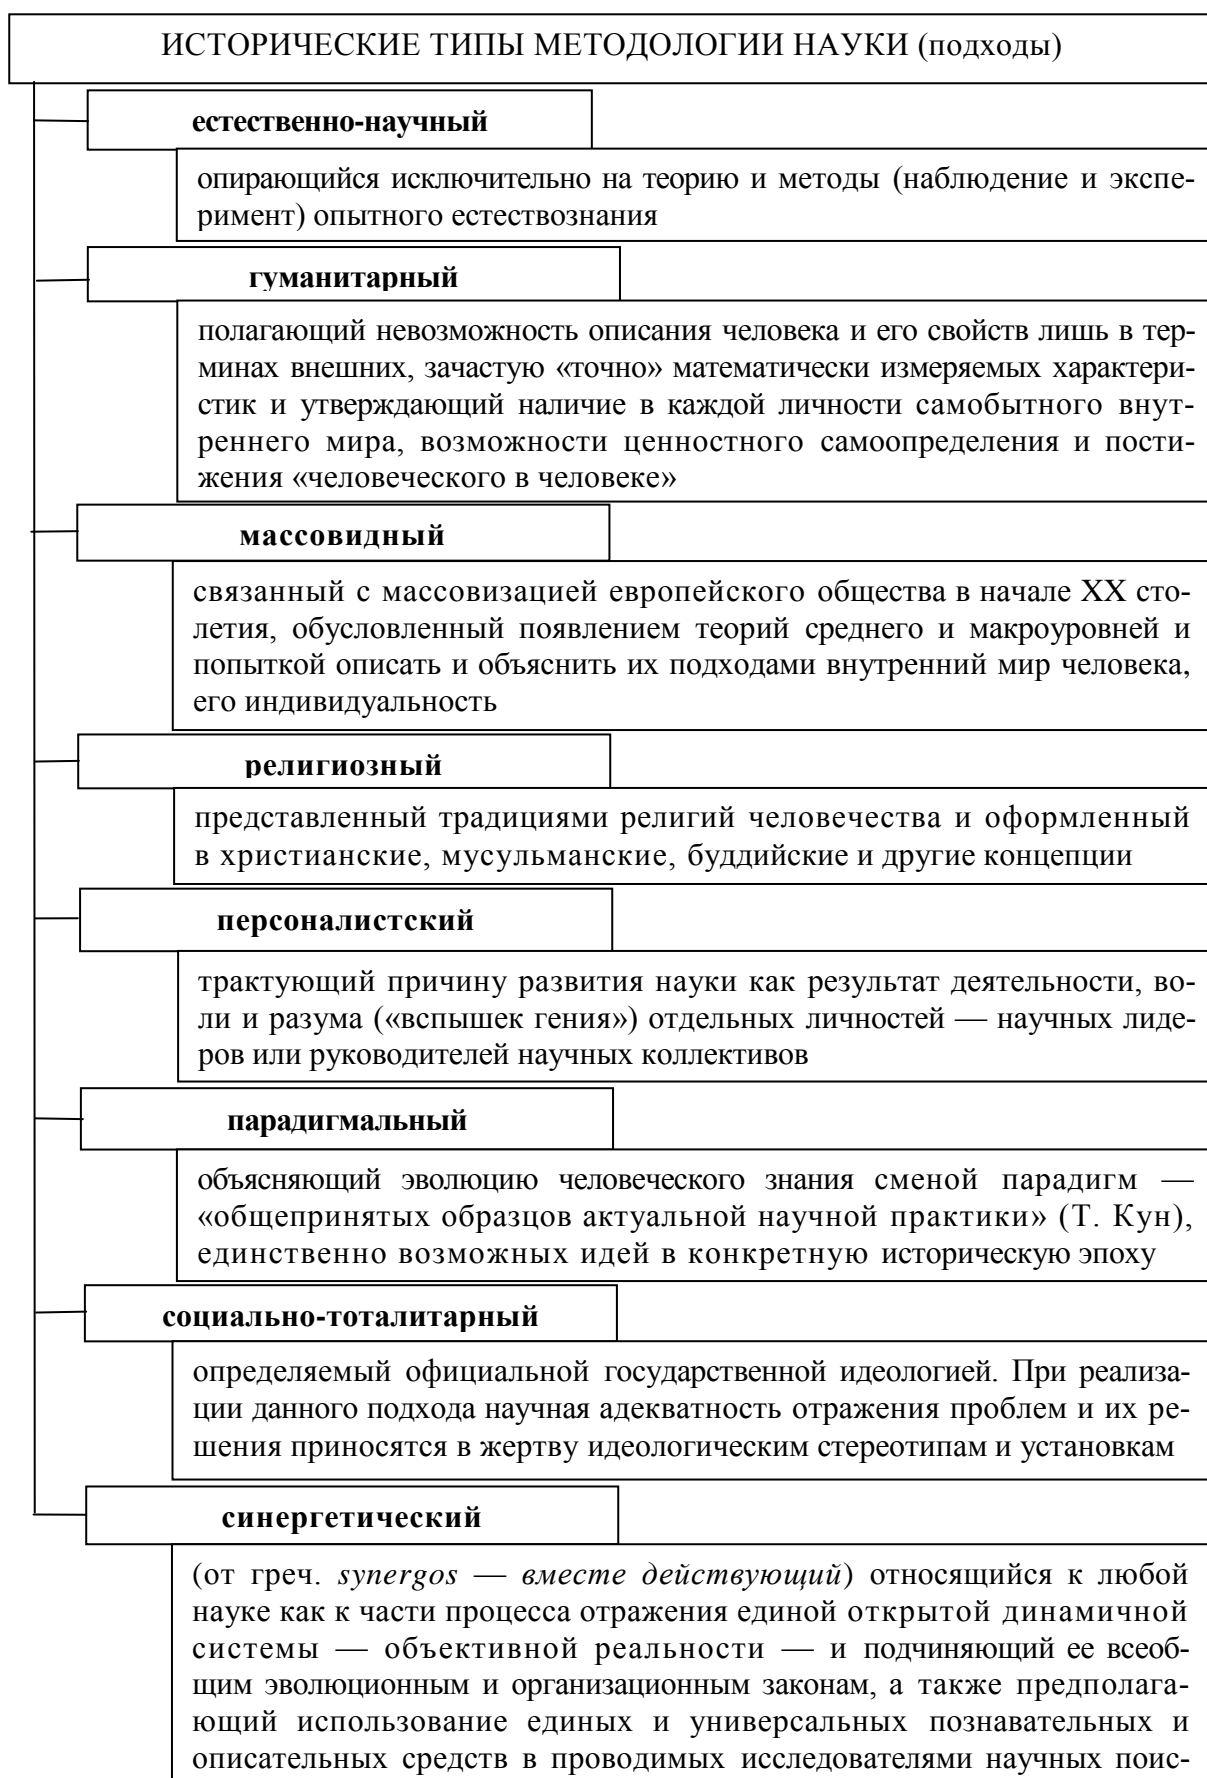 ИСТОРИЧЕСКИЕ ТИПЫ МЕТОДОЛОГИИ НАУКИ (подходы)
естественно-научный
опирающийся исключительно на теорию и методы (наблюдение и экспе-
римент) опытного естествознания
гуманитарный
полагающий невозможность описания человека и его свойств лишь в тер-
минах внешних, зачастую «точно» математически измеряемых характери-
стик и утверждающий наличие в каждой личности самобытного внут-
реннего мира, возможности ценностного самоопределения и пости-
жения «человеческого в человеке»
массовидный
связанный с массовизацией европейского общества в начале XX сто-
летия, обусловленный появлением теорий среднего и макроуровней и
попыткой описать и объяснить их подходами внутренний мир человека,
его индивидуальность
религиозный
представленный традициями религий человечества и оформленный
в христианские, мусульманские, буддийские и другие концепции
персоналистский
трактующий причину развития науки как результат деятельности, во-
ли и разума («вспышек гения») отдельных личностей — научных лиде-
ров или руководителей научных коллективов
парадигмальный
объясняющий эволюцию человеческого знания сменой парадигм —
«общепринятых образцов актуальной научной практики» (Т. Кун),
единственно возможных идей в конкретную историческую эпоху
социально-тоталитарный
определяемый официальной государственной идеологией. При реализа-
ции данного подхода научная адекватность отражения проблем и их ре-
шения приносятся в жертву идеологическим стереотипам и установкам
синергетический
(от греч. synergos — вместе действующий) относящийся к любой
науке как к части процесса отражения единой открытой динамичной
системы — объективной реальности — и подчиняющий ее всеоб-
щим эволюционным и организационным законам, а также предполага-
ющий использование единых и универсальных познавательных и
описательных средств в проводимых исследователями научных поис-